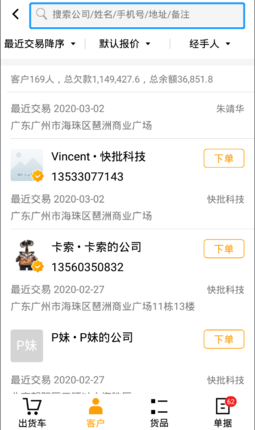 搜索公司/姓名/手机号/地址/备注
最近交易降序 默认报价 经手人
客户169人，总欠款1,149,427.6，总余额36,851.8
最近交易 2020-03-02 朱靖华
广东广州市海珠区琶洲商业广场
Vincent • 快批科技 下单
13533077143
最近交易 2020-03-02 快批科技
广东广州市海珠区琶洲商业广场
卡索 • 卡索的公司 下单
13560350832
最近交易 2020-02-27 快批科技
广东广州市海珠区琶洲商业广场11栋13楼
P妹 P妹 • P妹的公司 下单
最近交易 2020-02-27 快批科技
62
出货车 客户 货品 单据